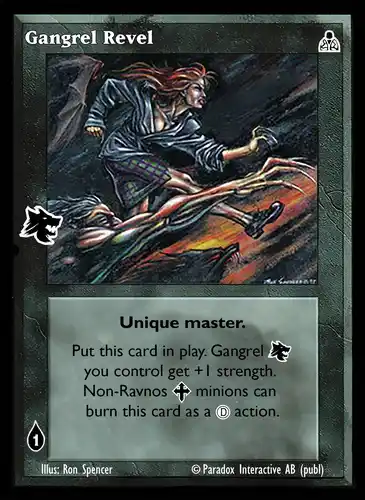 Gangrel Revel
Unique master.
Put this card in play. Gangrel
you control get +1 strength.
Non-Ravnos minions can
burn this card as a D action.
1
Illus: Ron Spencer
© Paradox Interactive AB (publ)